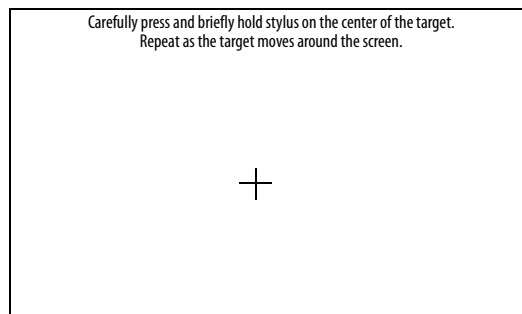 Carefully press and briefly hold stylus on the center of the target.
Repeat as the target moves around the screen.